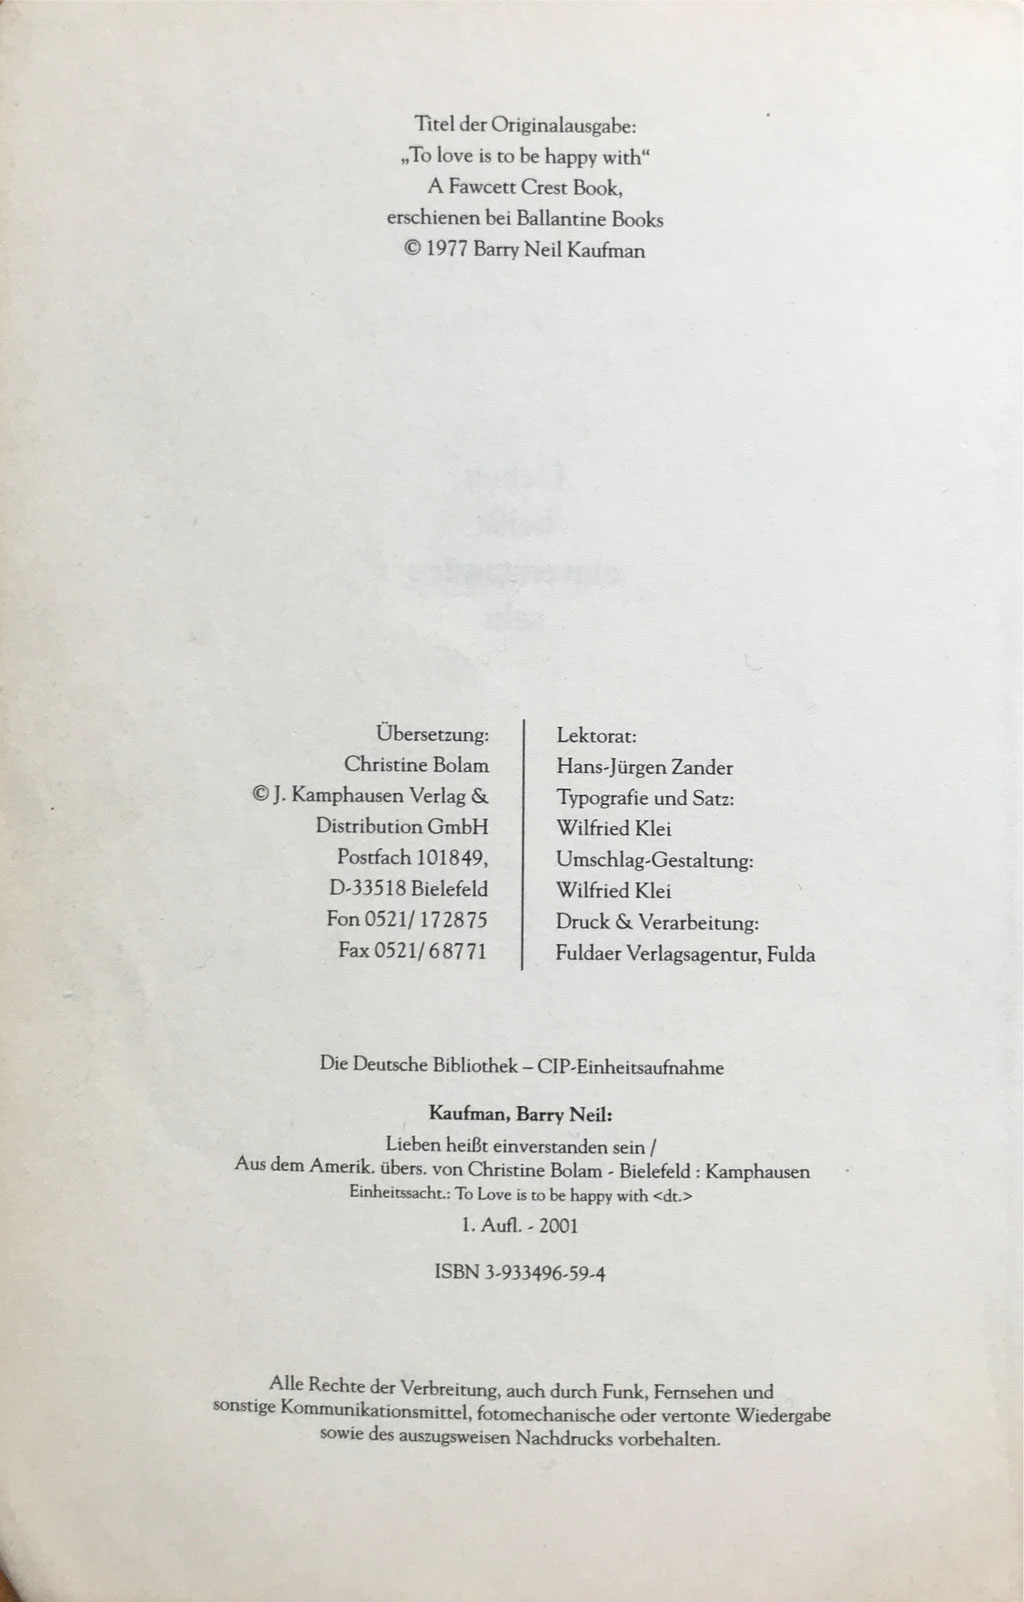 Titel der Originalausgabe:
„To love is to be happy with“
A Fawcett Crest Book,
erschienen bei Ballantine Books
© 1977 Barry Neil Kaufman
Übersetzung:
Christine Bolam
© J. Kamphausen Verlag &
Distribution GmbH
Postfach 101849,
D-33518 Bielefeld
Fon 0521/172875
Fax 0521/68771
Lektorat:
Hans-Jürgen Zander
Typografie und Satz:
Wilfried Klei
Umschlag-Gestaltung:
Wilfried Klei
Druck & Verarbeitung:
Fuldaer Verlagsagentur, Fulda
Die Deutsche Bibliothek – CIP-Einheitsaufnahme
Kaufman, Barry Neil:
Lieben heißt einverstanden sein /
Aus dem Amerik. übers. von Christine Bolam - Bielefeld : Kamphausen
Einheitssacht.: To Love is to be happy with <dt.>
1. Aufl. - 2001
ISBN 3-933496-59-4
Alle Rechte der Verbreitung, auch durch Funk, Fernsehen und
sonstige Kommunikationsmittel, fotomechanische oder vertonte Wiedergabe
sowie des auszugsweisen Nachdrucks vorbehalten.